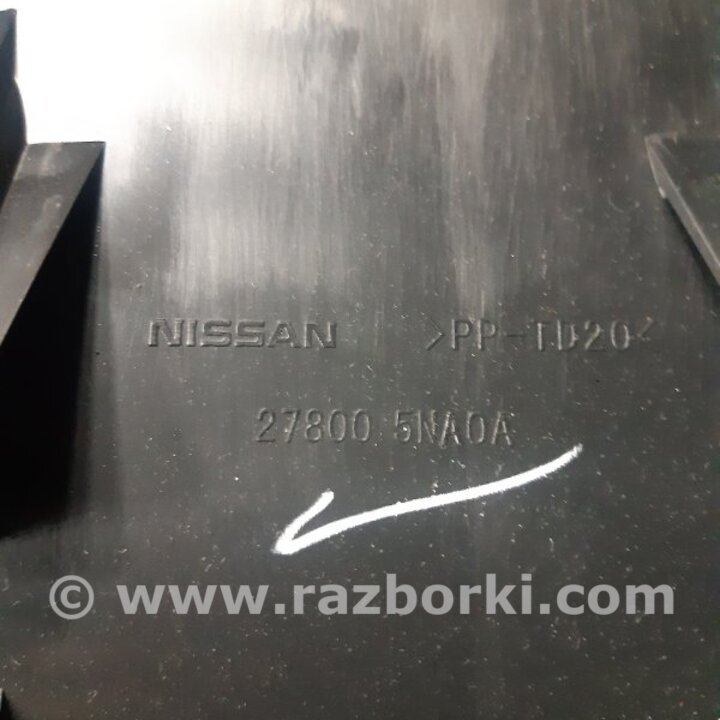 NISSAN >PP-TD20<
27800 5NA0A
© www.razborki.com